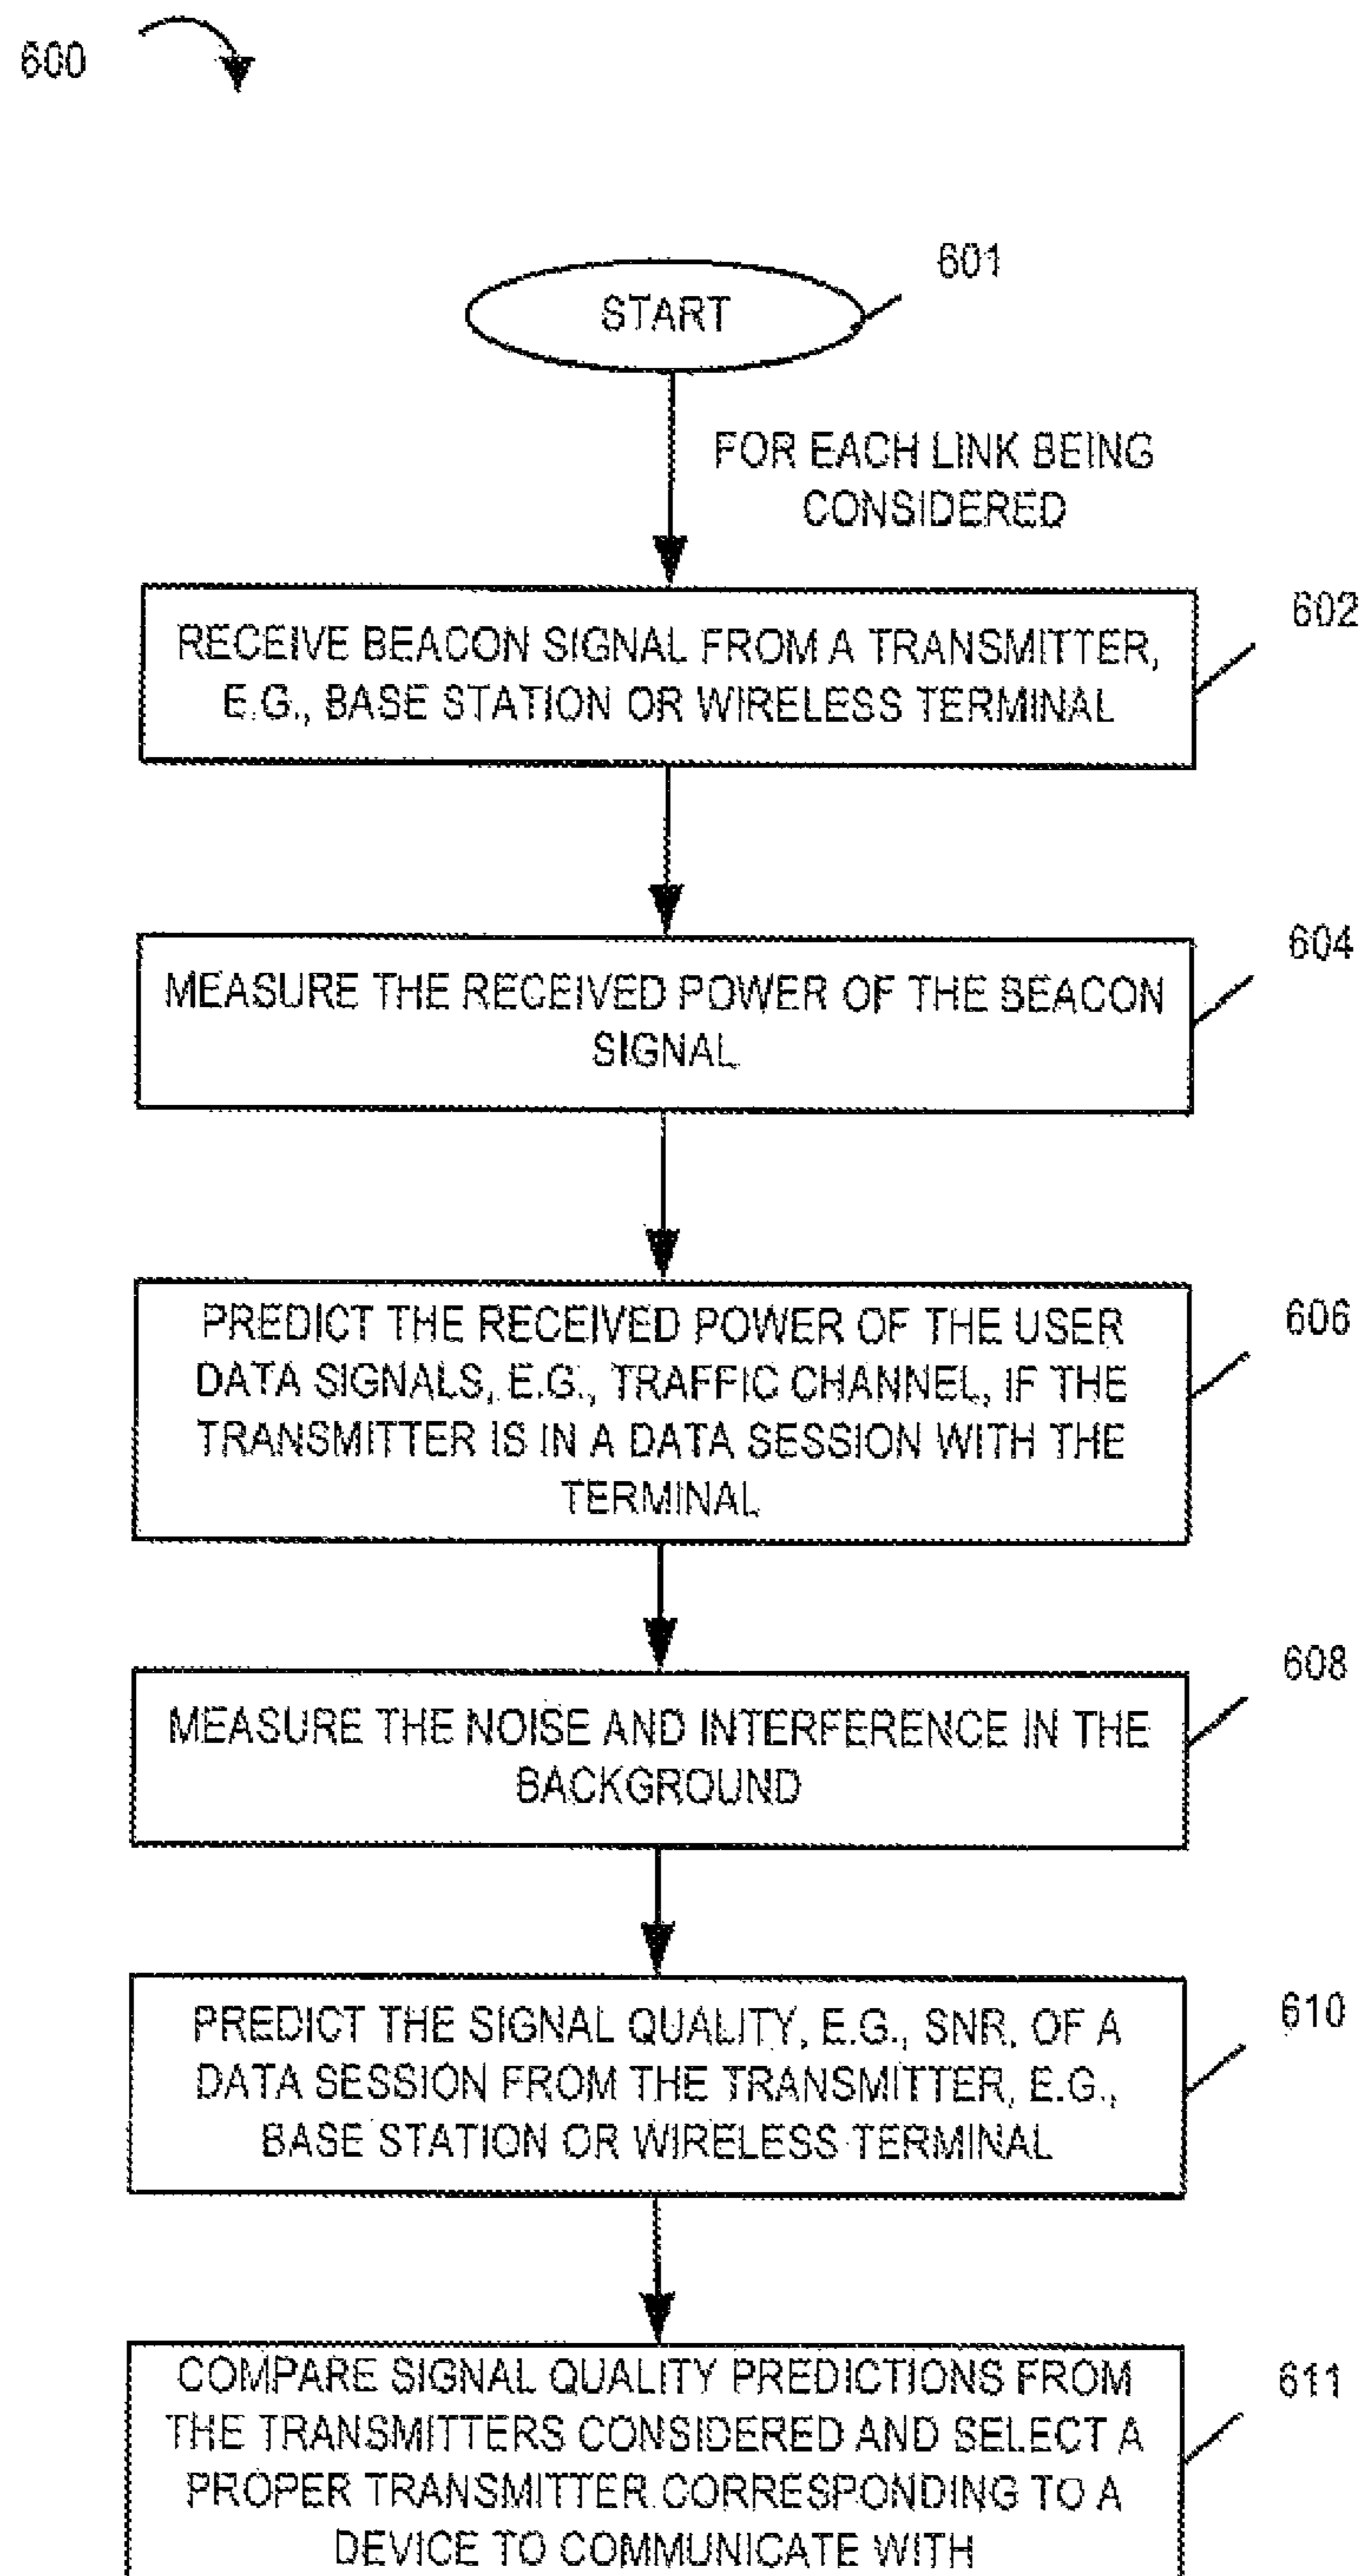 600
601
START
FOR EACH LINK BEING
CONSIDERED
602
RECEIVE BEACON SIGNAL FROM A TRANSMITTER,
E.G., BASE STATION OR WIRELESS TERMINAL
604
MEASURE THE RECEIVED POWER OF THE BEACON
SIGNAL
606
PREDICT THE RECEIVED POWER OF THE USER
DATA SIGNALS, E.G., TRAFFIC CHANNEL, IF THE
TRANSMITTER IS IN A DATA SESSION WITH THE
TERMINAL
608
MEASURE THE NOISE AND INTERFERENCE IN THE
BACKGROUND
610
PREDICT THE SIGNAL QUALITY, E.G., SNR, OF A
DATA SESSION FROM THE TRANSMITTER, E.G.,
BASE STATION OR WIRELESS TERMINAL
611
COMPARE SIGNAL QUALITY PREDICTIONS FROM
THE TRANSMITTERS CONSIDERED AND SELECT A
PROPER TRANSMITTER CORRESPONDING TO A
DEVICE TO COMMUNICATE WITH